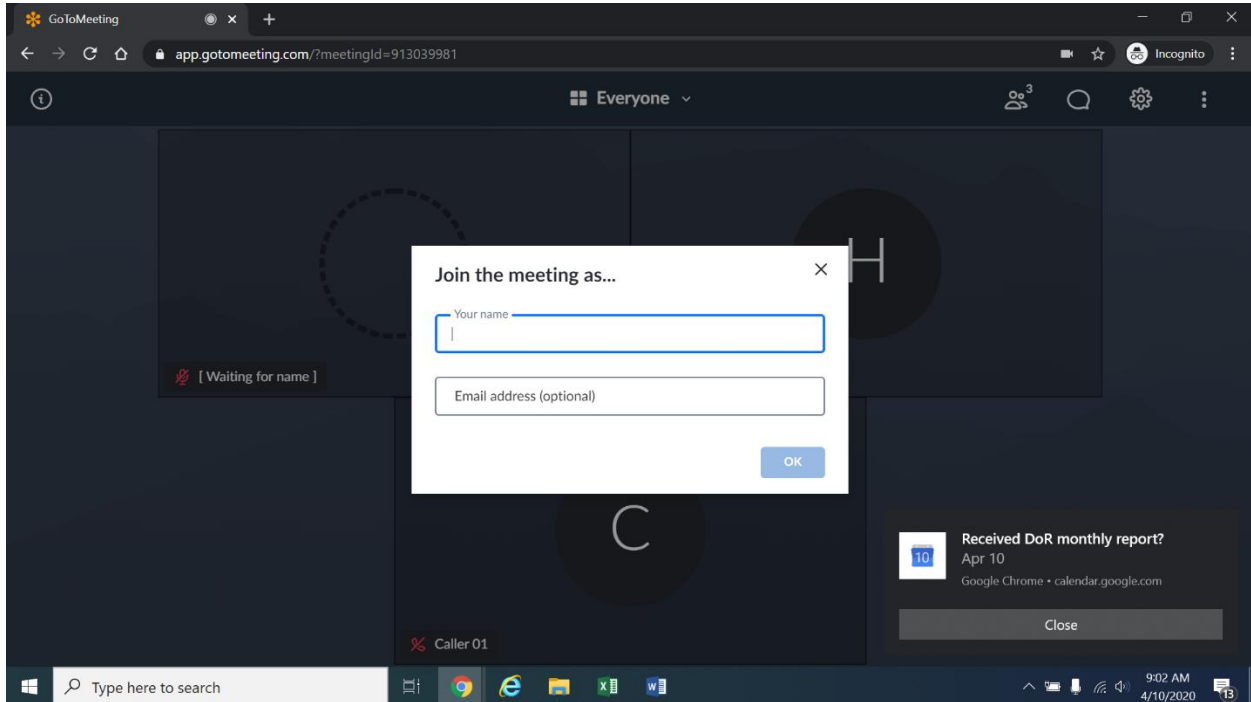 GoToMeeting
app.gotomeeting.com/?meetingId=913039981
Incognito
Everyone
3
Join the meeting as...
H
Your name
[ Waiting for name ]
Email address (optional)
OK
C
Received DoR monthly report?
10
Apr 10
Google Chrome • calendar.google.com
Close
Caller 01
Type here to search
9:02 AM
4/10/2020
13